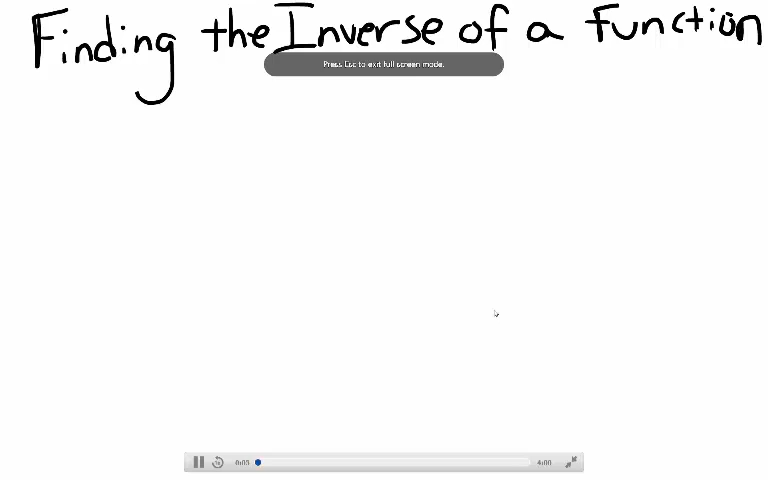 Finding the Inverse of a function
Press Esc to exit full screen mode.
0:05 4:00